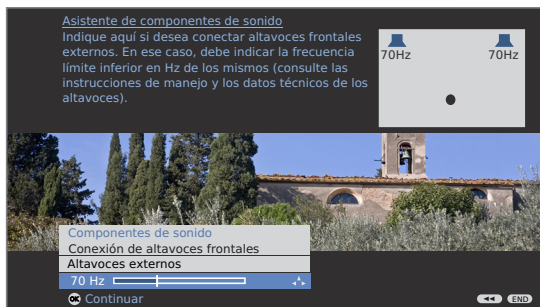 Asistente de componentes de sonido
Indique aquí si desea conectar altavoces frontales
externos. En ese caso, debe indicar la frecuencia
límite inferior en Hz de los mismos (consulte las
instrucciones de manejo y los datos técnicos de los
altavoces).
70Hz 70Hz
Componentes de sonido
Conexión de altavoces frontales
Altavoces externos
70 Hz
OK Continuar
END